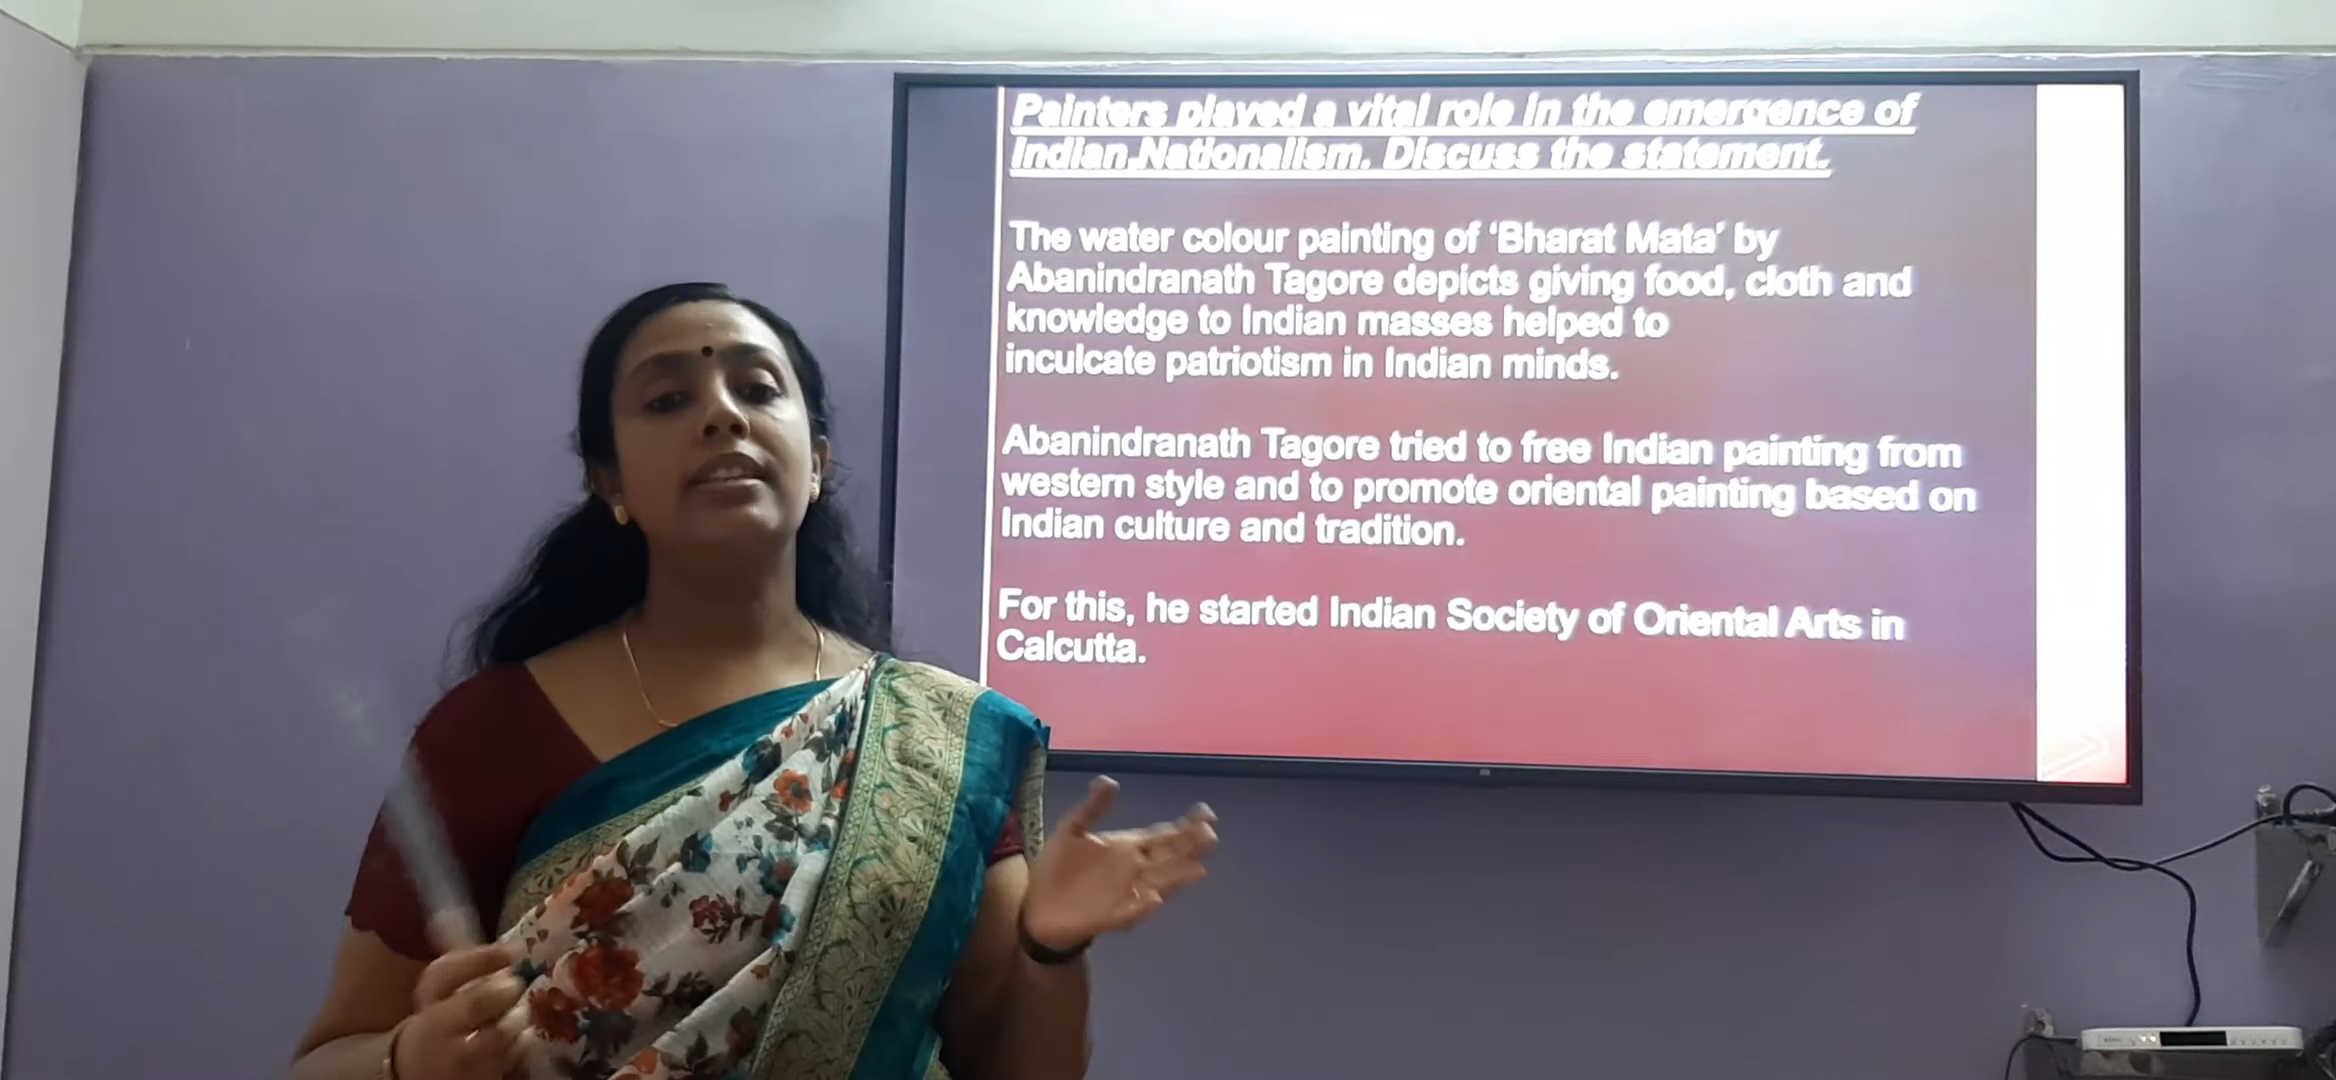 Painters played a vital role in the emergence of
Indian Nationalism. Discuss the statement.
The water colour painting of ‘Bharat Mata’ by
Abanindranath Tagore depicts giving food, cloth and
knowledge to Indian masses helped to
inculcate patriotism in Indian minds.
Abanindranath Tagore tried to free Indian painting from
western style and to promote oriental painting based on
Indian culture and tradition.
For this, he started Indian Society of Oriental Arts in
Calcutta.